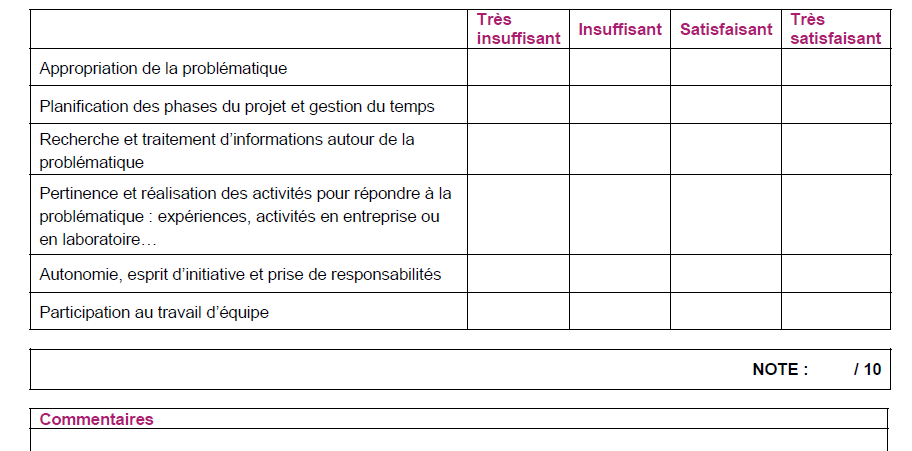 Très
insuffisant
Insuffisant
Satisfaisant
Très
satisfaisant
Appropriation de la problématique
Planification des phases du projet et gestion du temps
Recherche et traitement d’informations autour de la
problématique
Pertinence et réalisation des activités pour répondre à la
problématique : expériences, activités en entreprise ou
en laboratoire…
Autonomie, esprit d’initiative et prise de responsabilités
Participation au travail d’équipe
NOTE : / 10
Commentaires